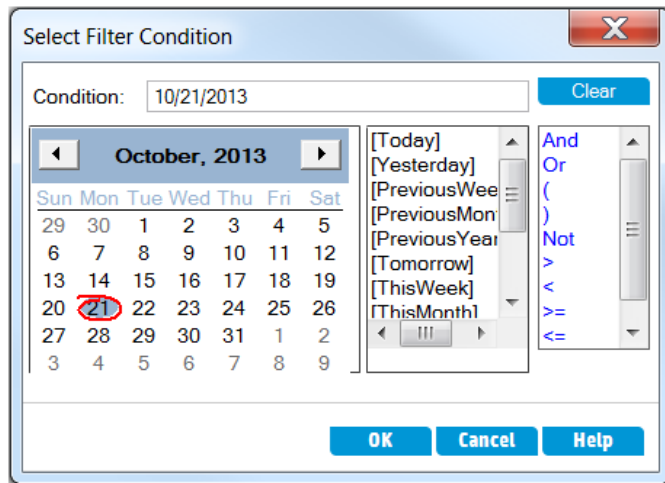 Select Filter Condition
X
Condition: 10/21/2013 Clear
October, 2013
Sun Mon Tue Wed Thu Fri Sat
29 30 1 2 3 4 5
6 7 8 9 10 11 12
13 14 15 16 17 18 19
20 21 22 23 24 25 26
27 28 29 30 31 1 2
3 4 5 6 7 8 9
[Today]
[Yesterday]
[PreviousWee
[PreviousMon
[PreviousYear
[Tomorrow]
[ThisWeek]
[ThisMonth]
And
Or
(
)
Not
>
<
>=
<=
OK Cancel Help